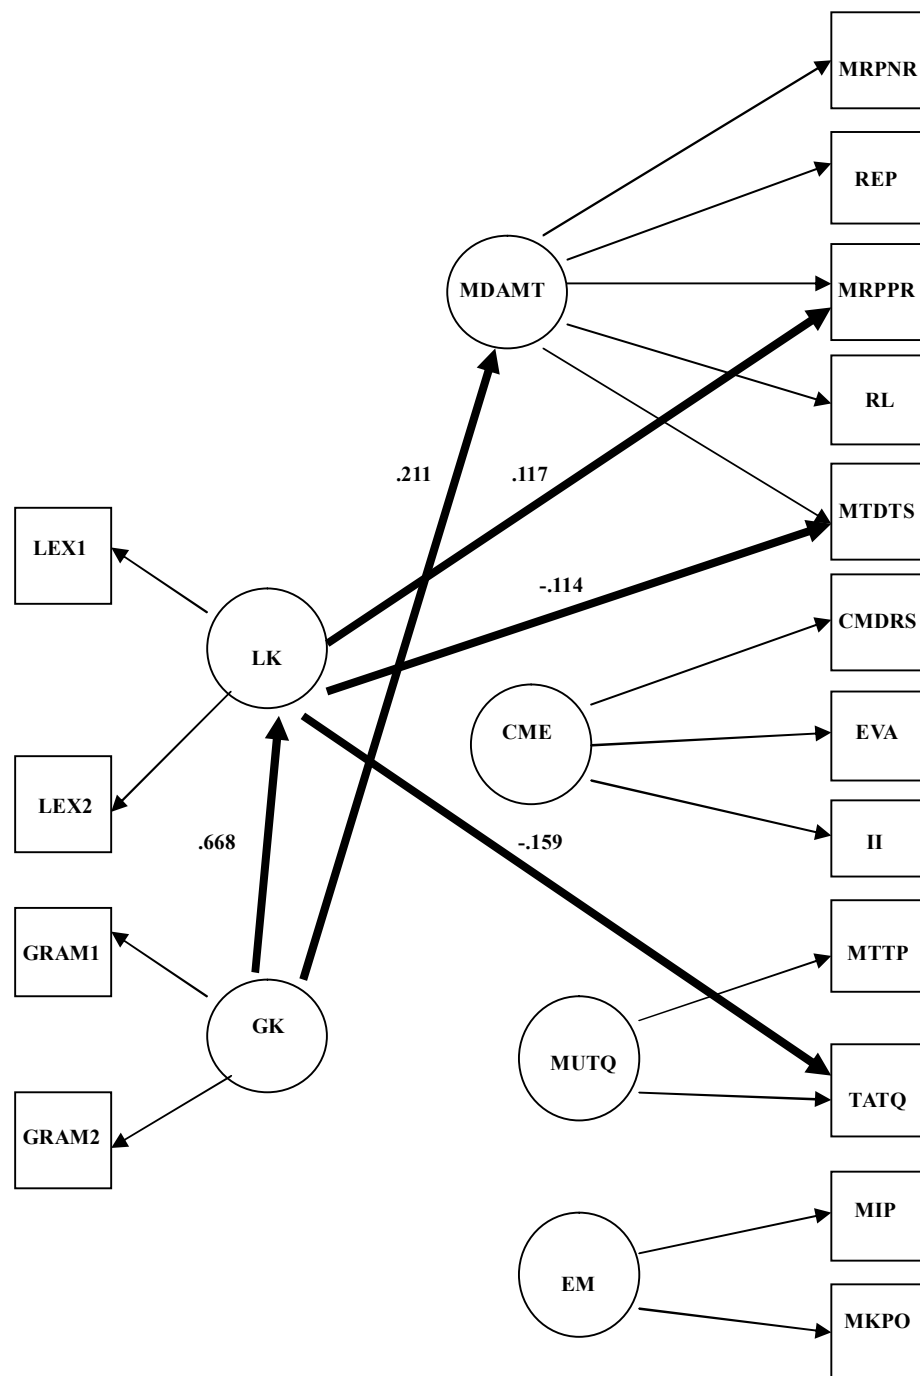 MRPNR
REP
MDAMT
MRPPR
RL
.211
.117
MTDTS
LEX1
-.114
CMDRS
LK
CME
EVA
LEX2
.668
-.159
II
GRAM1
MTTP
GK
MUTQ
TATQ
GRAM2
MIP
EM
MKPO